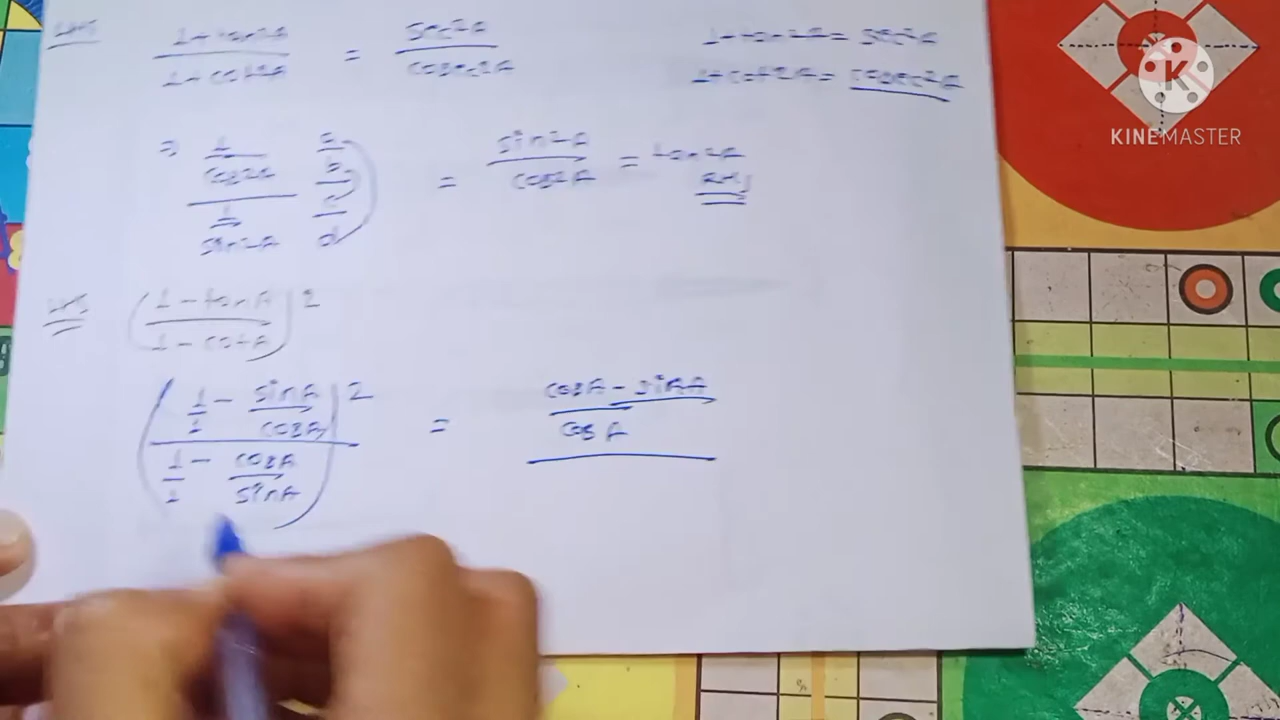 LHS 1+tan2A / 1+cot2A = sec2A / cosec2A 1+tan2A = sec2A
1+cot2A = cosec2A
KINEMASTER
⇒ 1/cos2A / 1/sin2A a/b / c/d = sin2A / cos2A = tan2A
RHS
LHS (1-tanA / 1-cotA)2
(1/1 - sinA/cosA / 1/1 - cosA/sinA)2 = cosA-sinA / cosA